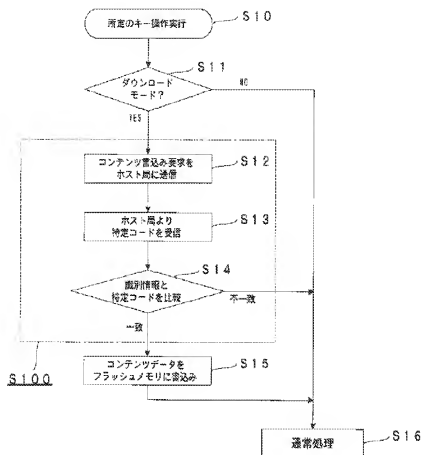 所定のキー操作実行
S10
S11
ダウンロード
モード?
NO
YES
コンテンツ書込み要求を
ホスト局に送信
S12
ホスト局より
特定コードを受信
S13
S14
識別情報と
特定コードを比較
不一致
一致
コンテンツデータを
フラッシュメモリに書込み
S15
S100
通常処理
S16